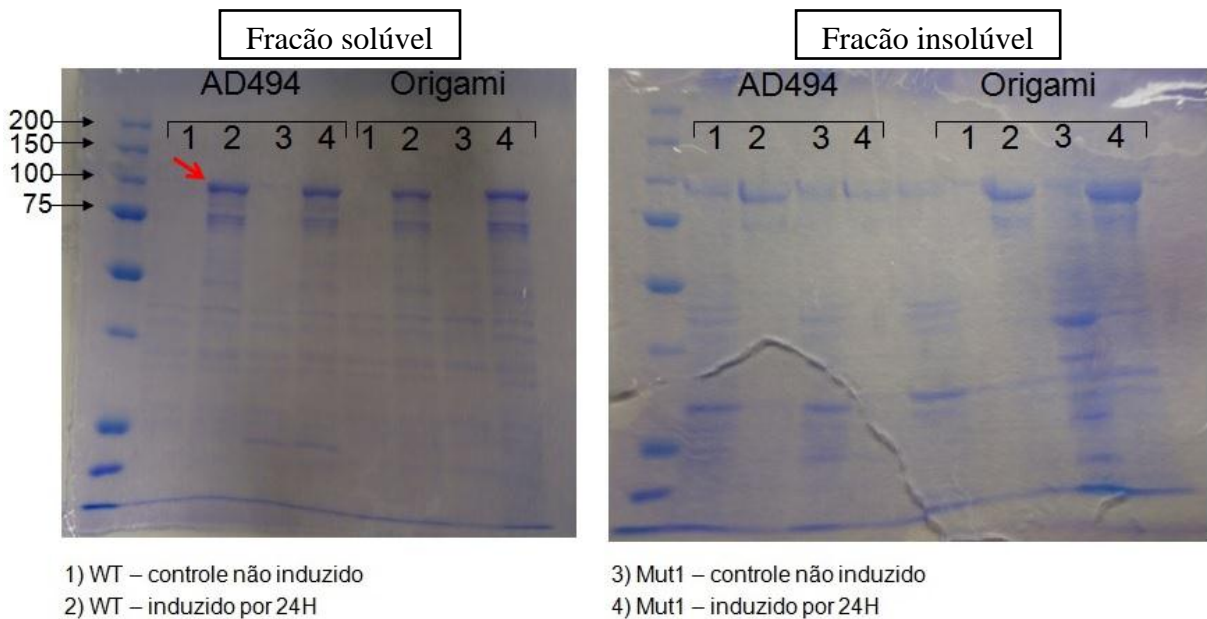 Fracão solúvel
Fracão insolúvel
AD494 Origami
1 2 3 4 1 2 3 4
200
150
100
75
AD494 Origami
1 2 3 4 1 2 3 4
1) WT – controle não induzido
2) WT – induzido por 24H
3) Mut1 – controle não induzido
4) Mut1 – induzido por 24H